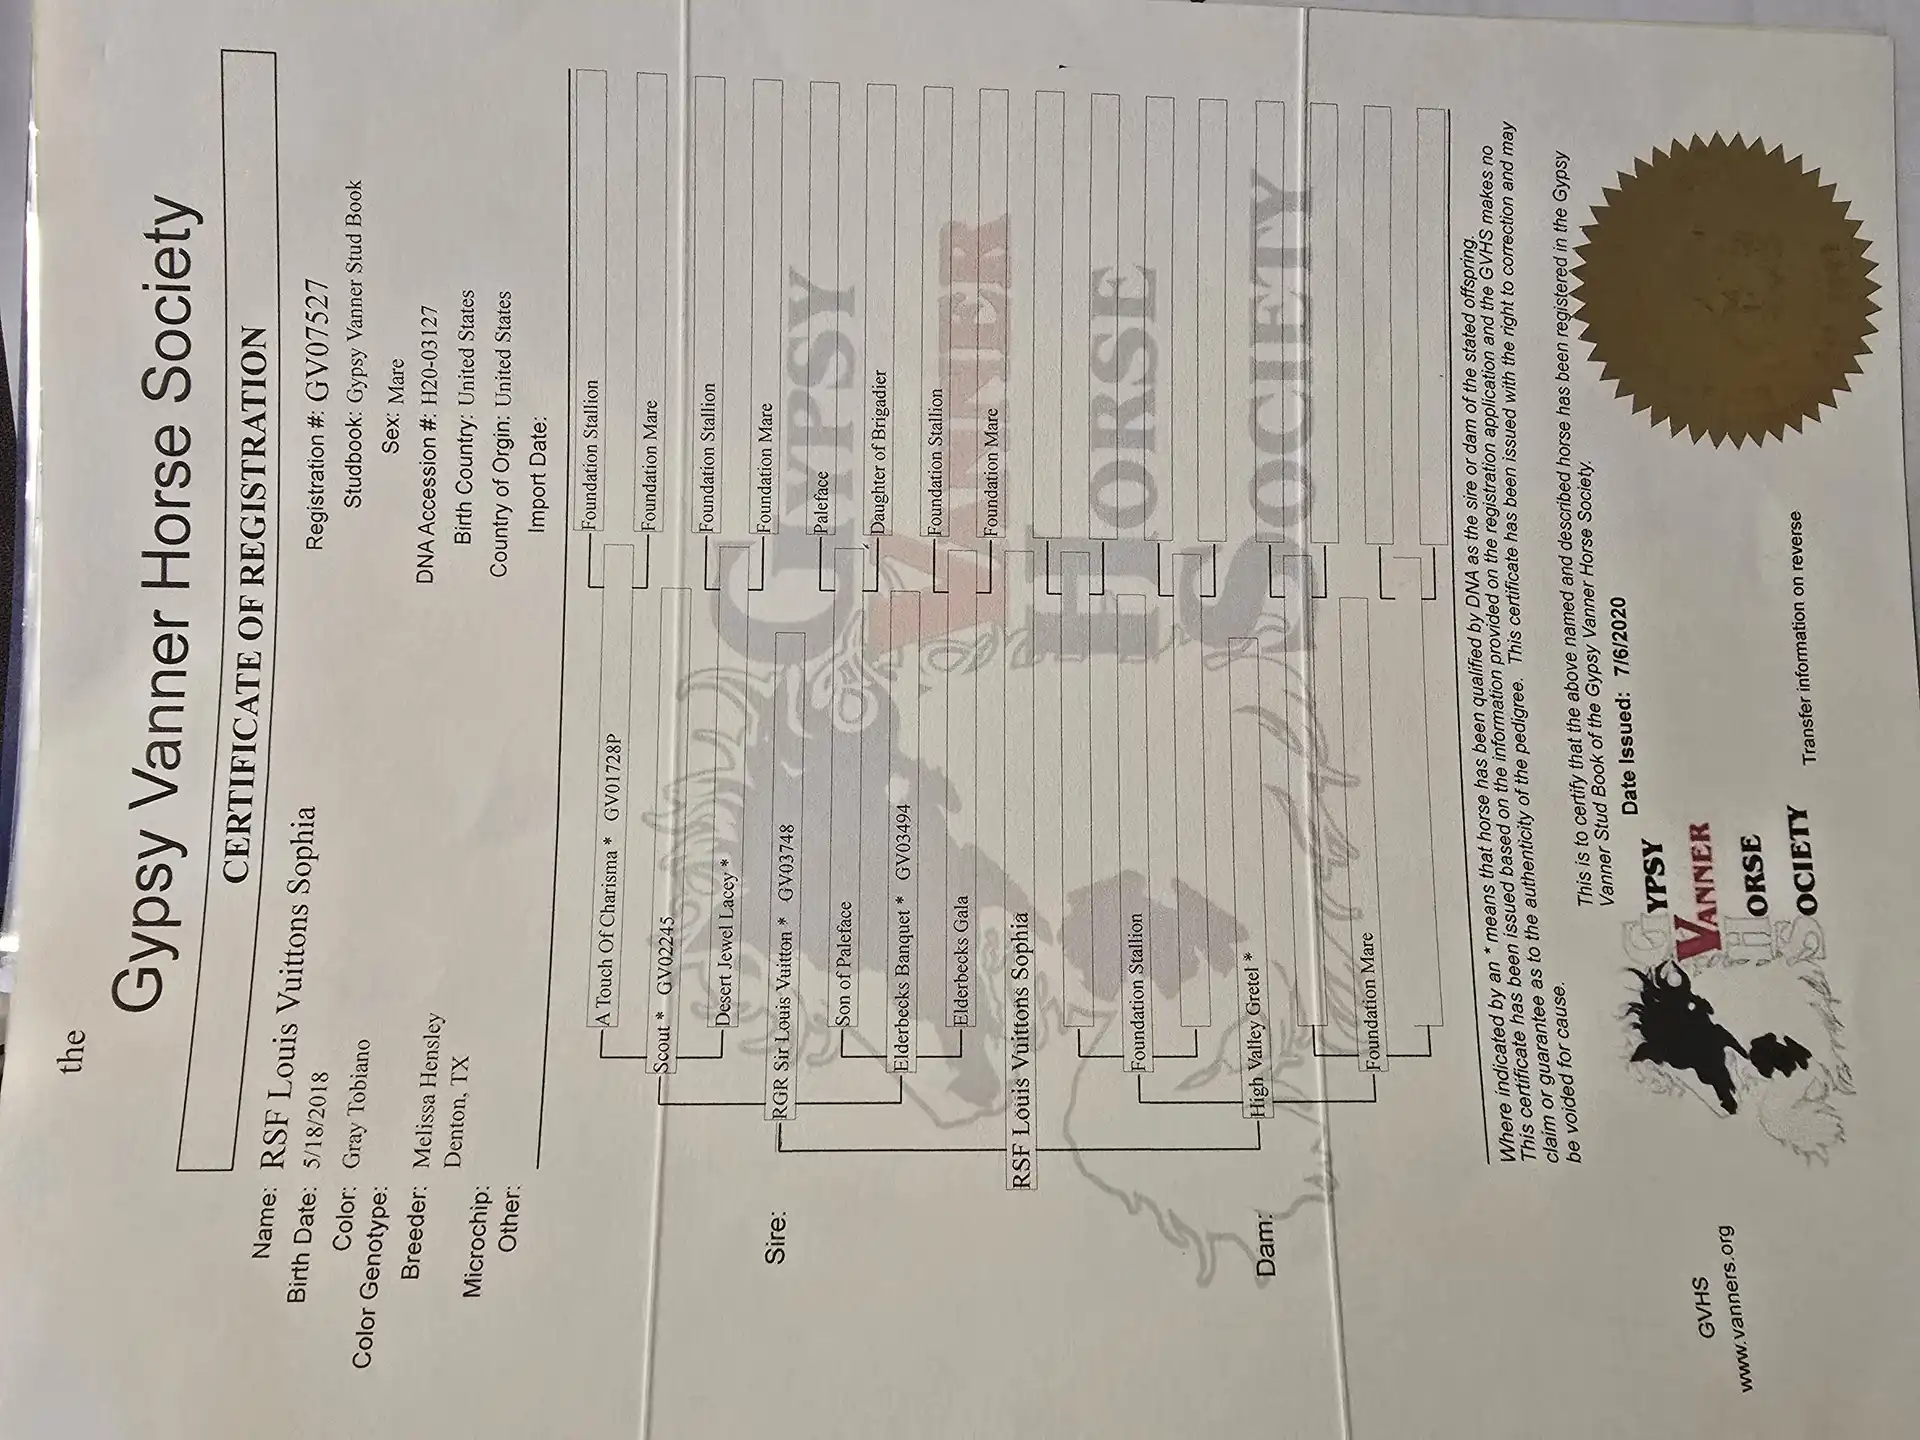 the
Gypsy Vanner Horse Society
CERTIFICATE OF REGISTRATION
Name: RSF Louis Vuittons Sophia
Birth Date: 5/18/2018
Color: Gray Tobiano
Color Genotype:
Breeder: Melissa Hensley
Denton, TX
Microchip:
Other:
Registration #: GV07527
Studbook: Gypsy Vanner Stud Book
Sex: Mare
DNA Accession #: H20-03127
Birth Country: United States
Country of Origin: United States
Import Date:
Foundation Stallion
A Touch Of Charisma * GV01728P
Foundation Mare
Scout * GV02245
Foundation Stallion
Desert Jewel Lacey *
Foundation Mare
Sire: RGR Sir Louis Vuitton * GV03748
Paleface
Son of Paleface
Daughter of Brigadier
Elderbecks Banquet * GV03494
Foundation Stallion
Elderbecks Gala
Foundation Mare
RSF Louis Vuittons Sophia
Foundation Stallion
Dam: High Valley Gretel *
Foundation Mare
GYPSY
VANNER
HORSE
SOCIETY
Where indicated by an * means that horse has been qualified by DNA as the sire or dam of the stated offspring.
This certificate has been issued based on the information provided on the registration application and the GVHS makes no
claim or guarantee as to the authenticity of the pedigree. This certificate has been issued with the right to correction and may
be voided for cause.
This is to certify that the above named and described horse has been registered in the Gypsy
Vanner Stud Book of the Gypsy Vanner Horse Society.
Date Issued: 7/6/2020
GYPSY
VANNER
HORSE
SOCIETY
GVHS
www.vanners.org
Transfer information on reverse